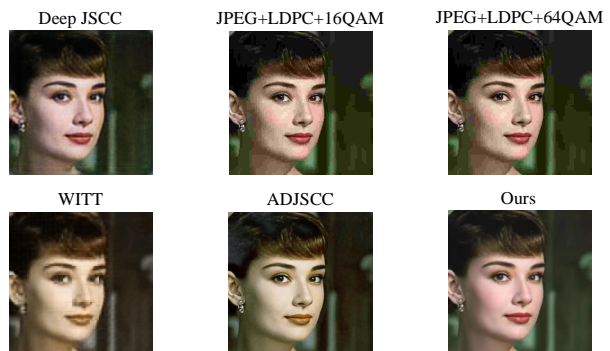 Deep JSCC
JPEG+LDPC+16QAM
JPEG+LDPC+64QAM
WITT
ADJSCC
Ours